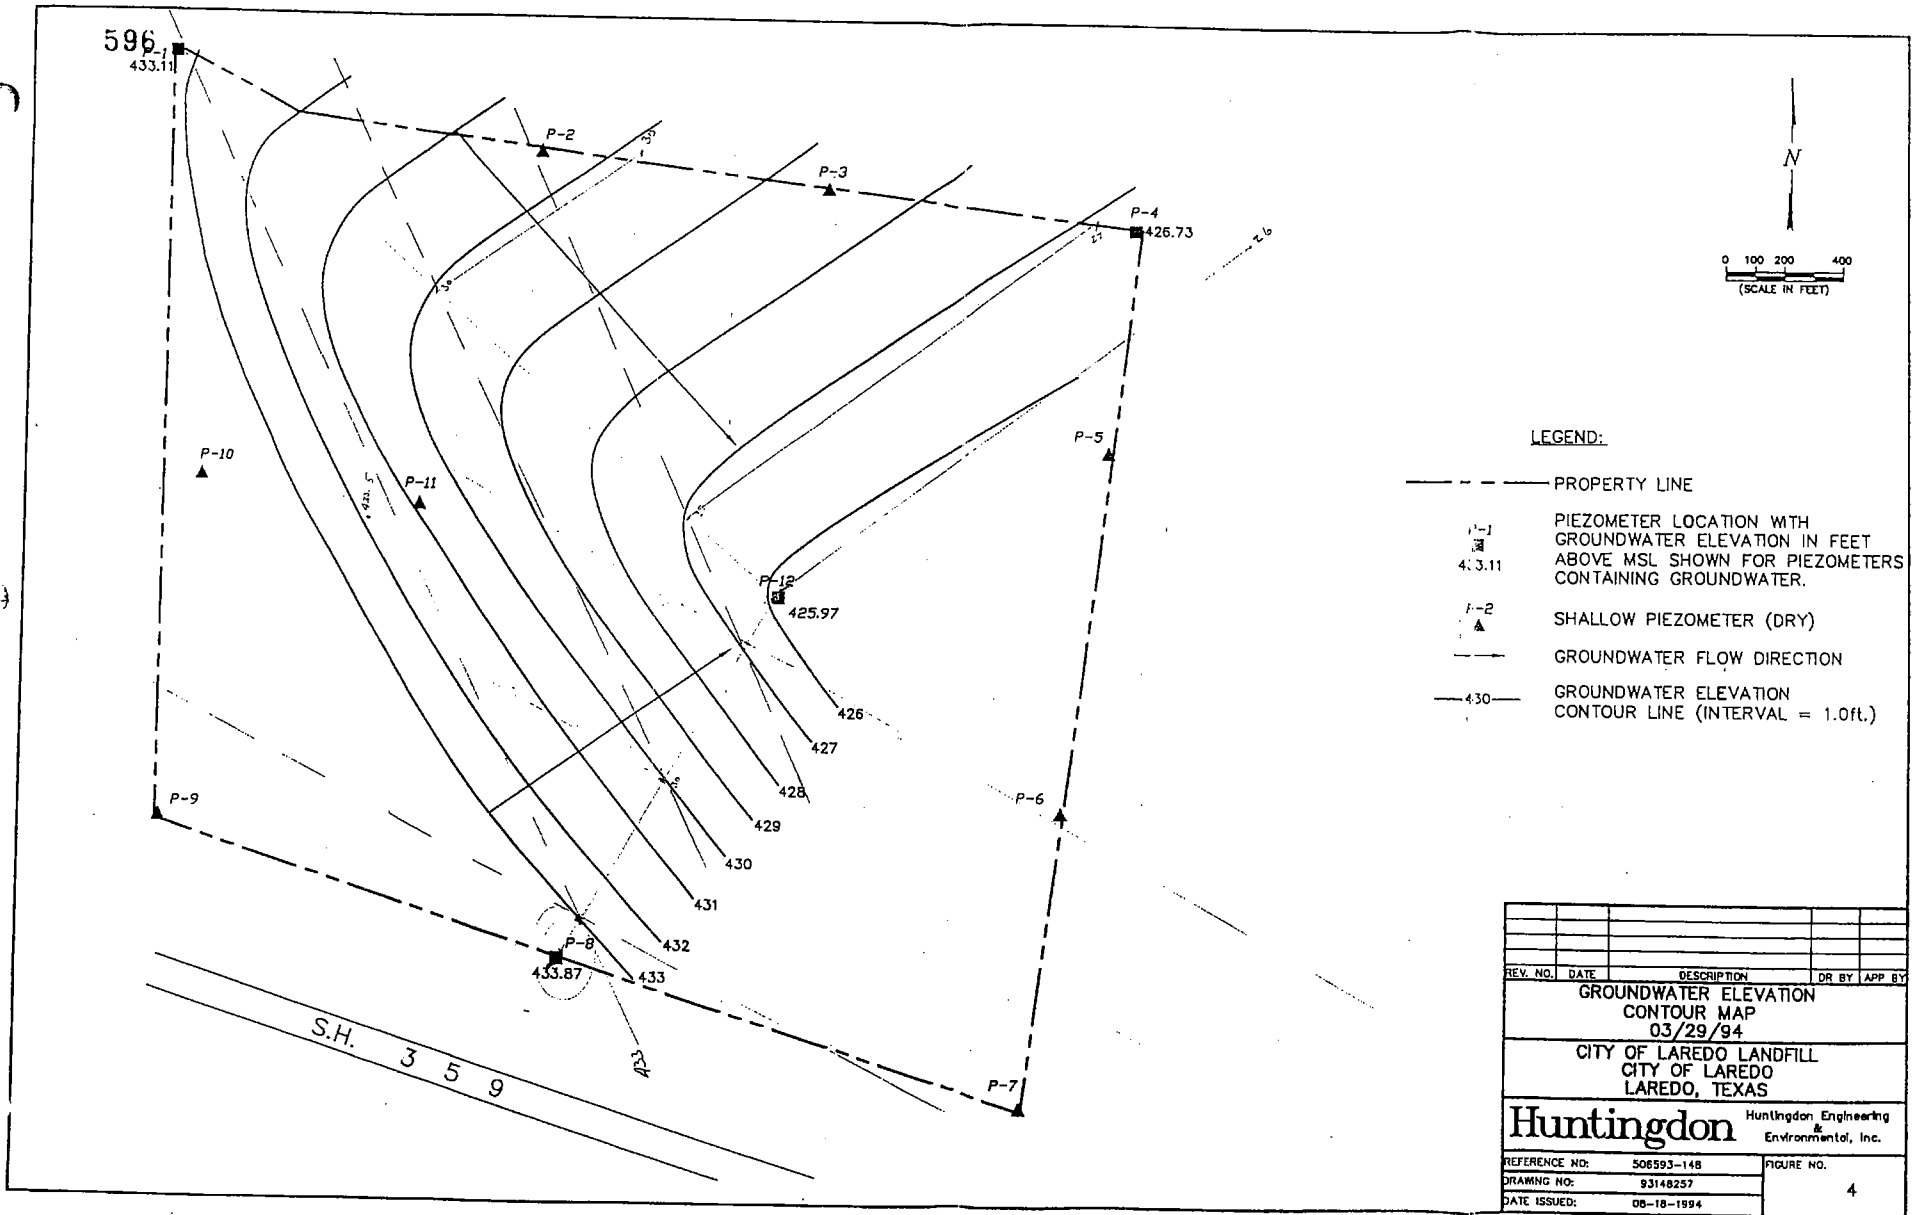 596
P-1
433.11
P-2
P-3
P-4
426.73
P-5
P-6
P-7
P-8
433.87
P-9
P-10
P-11
P-12
425.97
426
427
428
429
430
431
432
433
26
433
S.H. 359
N
0 100 200 400
(SCALE IN FEET)
LEGEND:
PROPERTY LINE
PIEZOMETER LOCATION WITH
GROUNDWATER ELEVATION IN FEET
ABOVE MSL SHOWN FOR PIEZOMETERS
CONTAINING GROUNDWATER.
SHALLOW PIEZOMETER (DRY)
GROUNDWATER FLOW DIRECTION
430
GROUNDWATER ELEVATION
CONTOUR LINE (INTERVAL = 1.0ft.)
REV. NO. DATE DESCRIPTION DR BY APP BY
GROUNDWATER ELEVATION
CONTOUR MAP
03/29/94
CITY OF LAREDO LANDFILL
CITY OF LAREDO
LAREDO, TEXAS
Huntingdon
Huntingdon Engineering
&
Environmental, Inc.
REFERENCE NO: 506593-148
DRAWING NO: 93148257
DATE ISSUED: 08-18-1994
FIGURE NO.
4